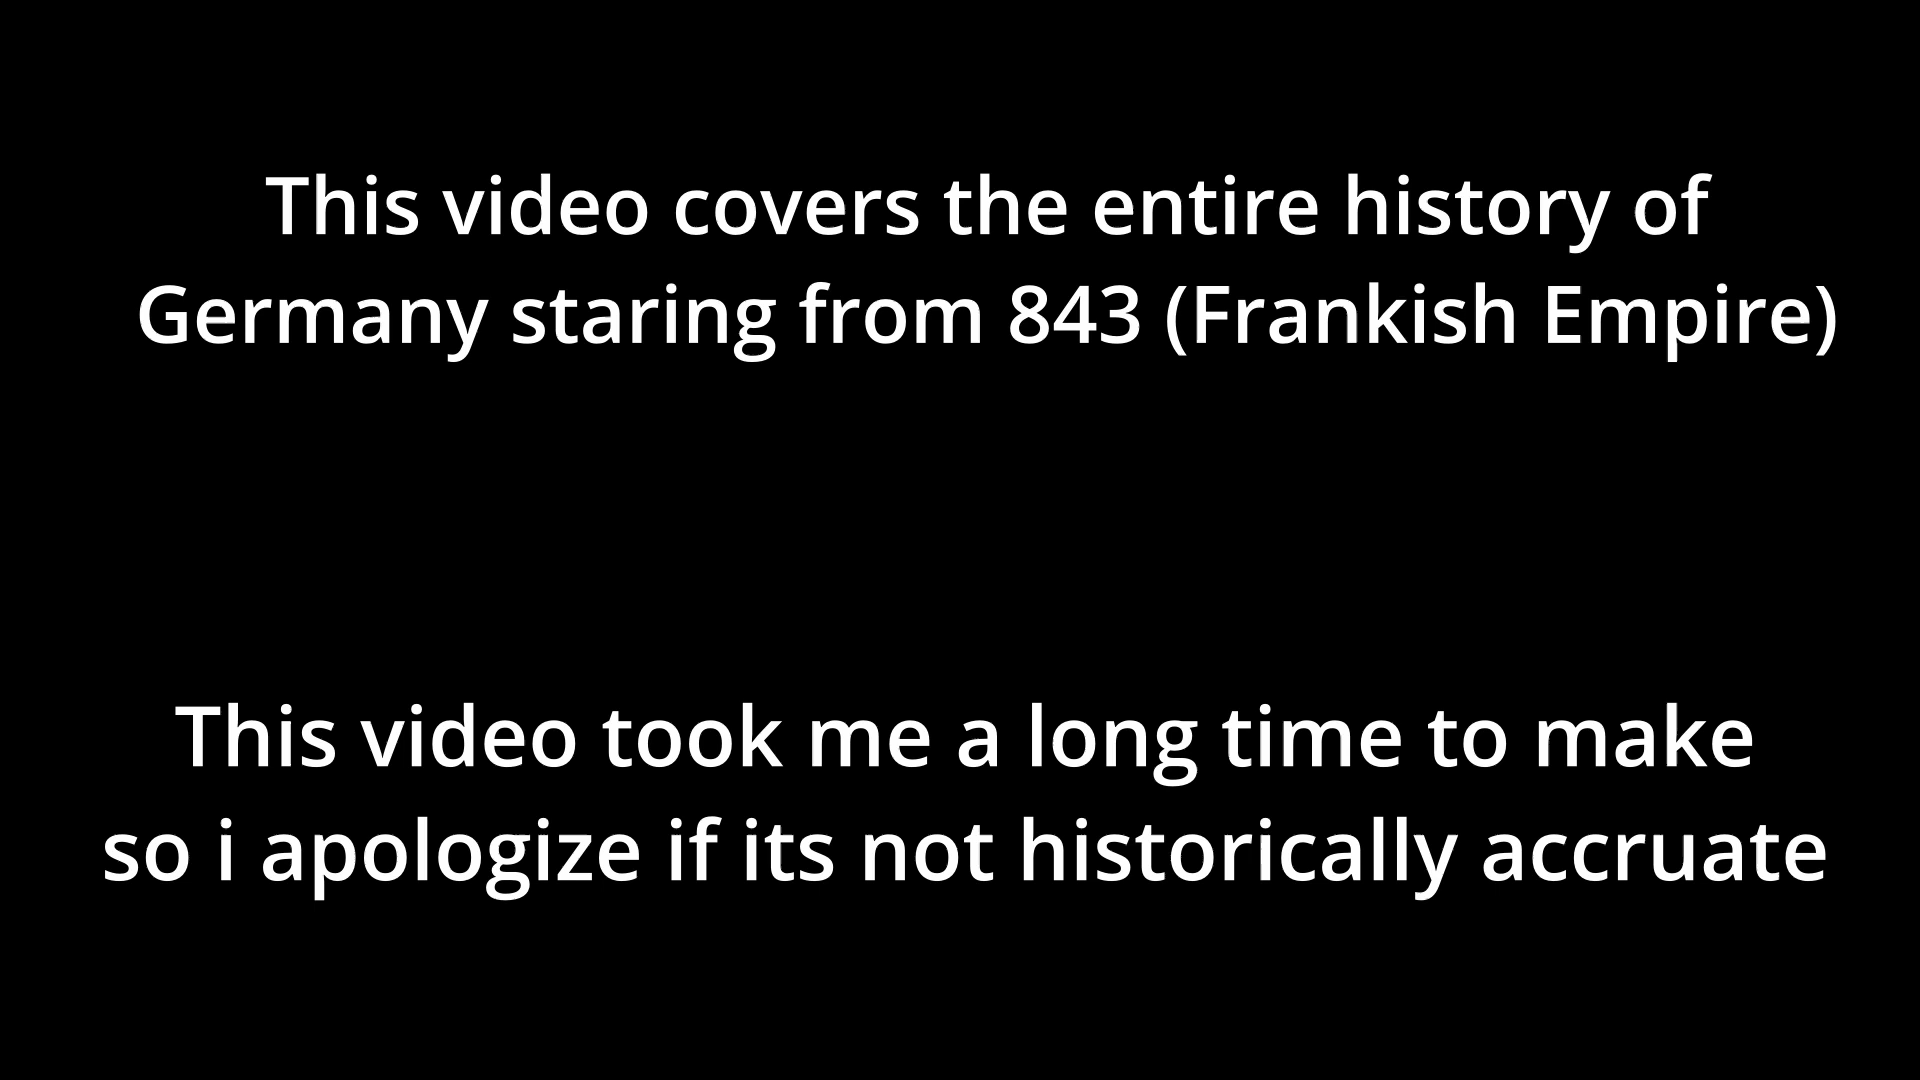 This video covers the entire history of
Germany staring from 843 (Frankish Empire)
This video took me a long time to make
so i apologize if its not historically accruate